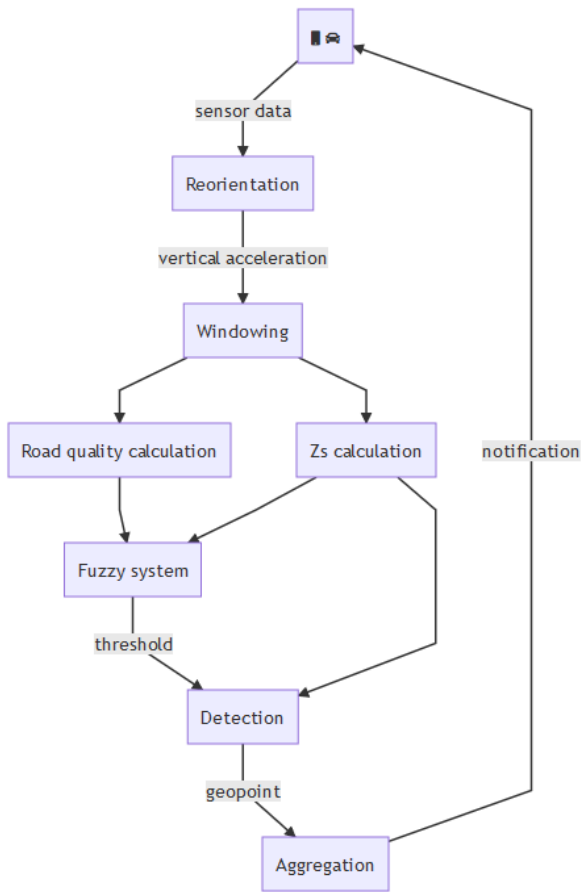 sensor data
Reorientation
vertical acceleration
Windowing
Road quality calculation
Zs calculation
notification
Fuzzy system
threshold
Detection
geopoint
Aggregation